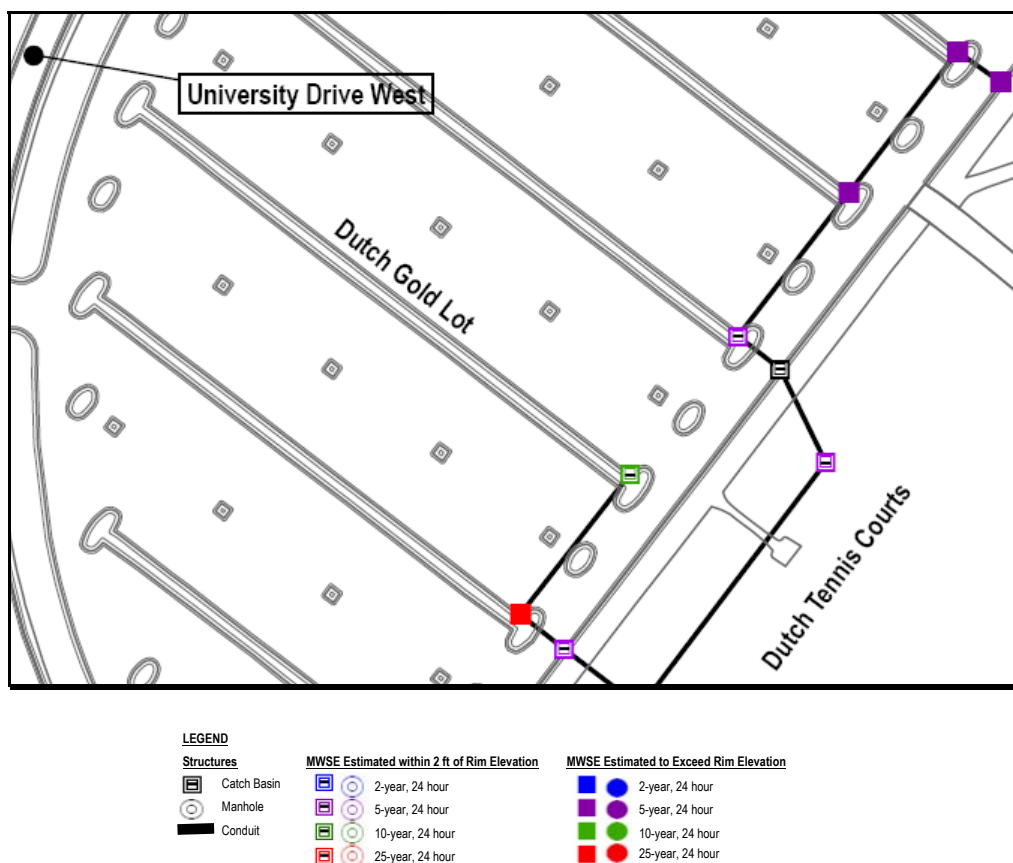 University Drive West
Dutch Gold Lot
Dutch Tennis Courts
LEGEND
Structures
Catch Basin
Manhole
Conduit
MWSE Estimated within 2 ft of Rim Elevation
2-year, 24 hour
5-year, 24 hour
10-year, 24 hour
25-year, 24 hour
MWSE Estimated to Exceed Rim Elevation
2-year, 24 hour
5-year, 24 hour
10-year, 24 hour
25-year, 24 hour